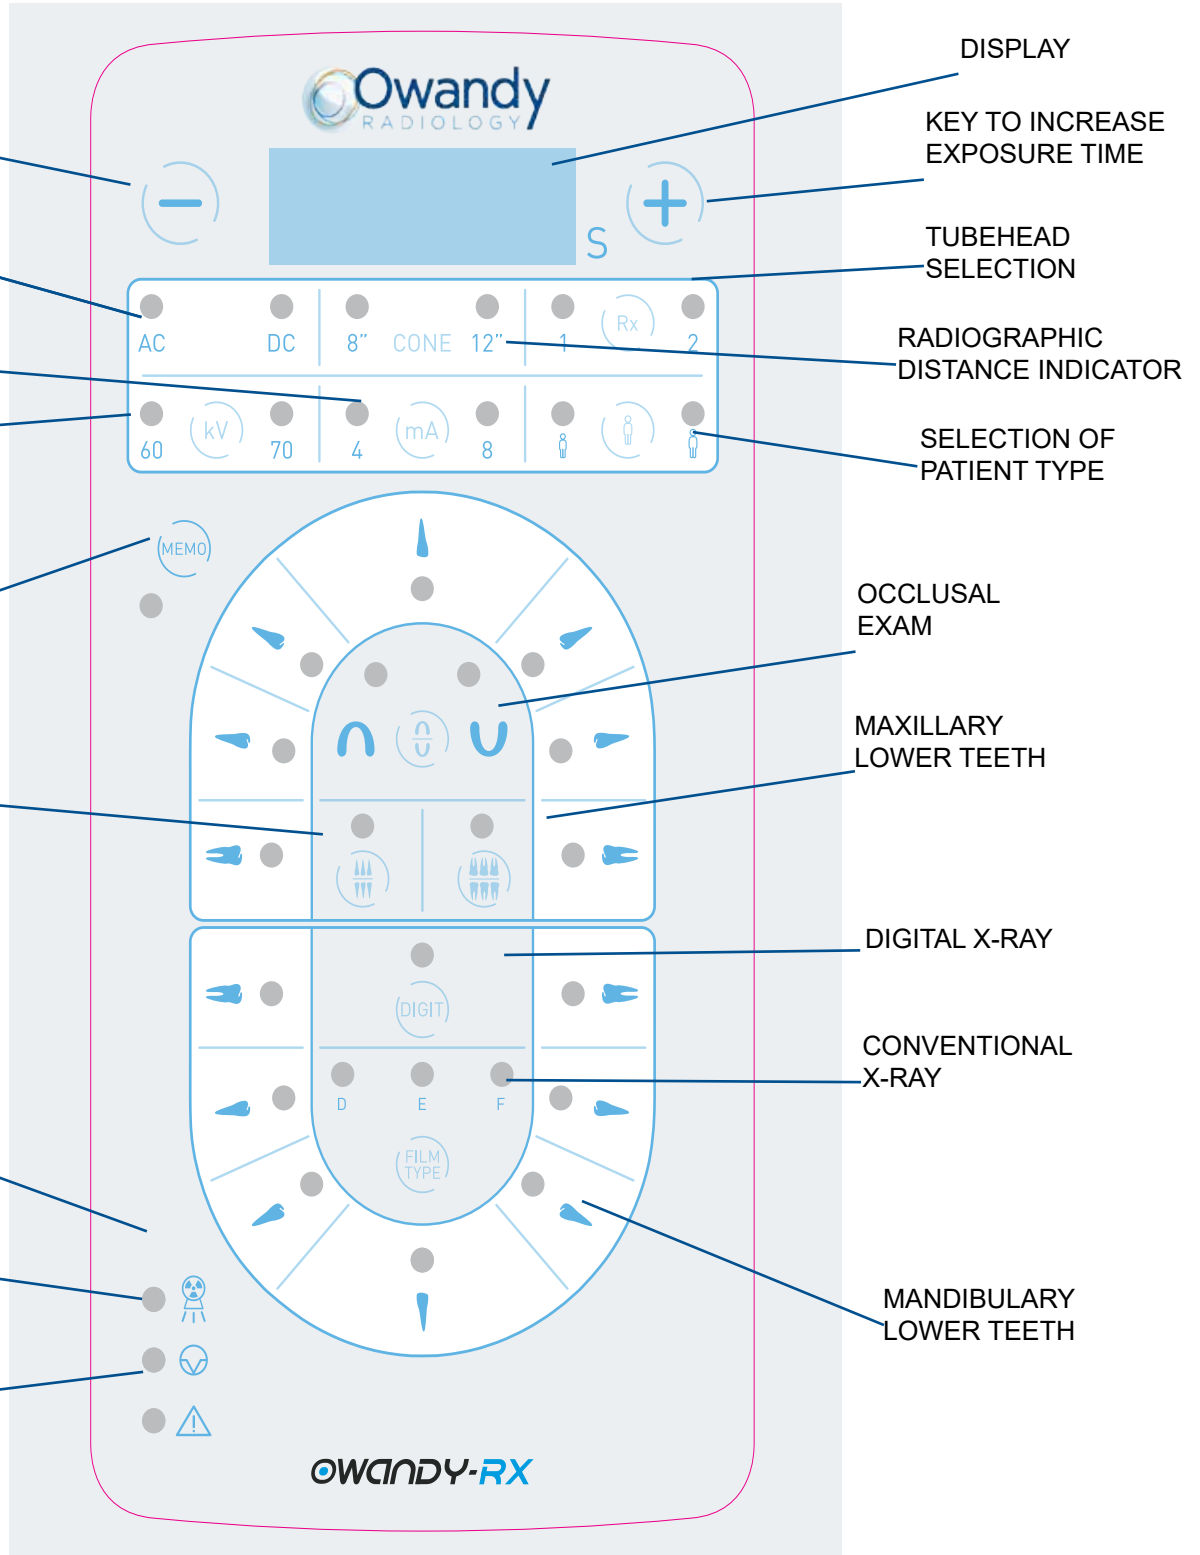 Owandy
RADIOLOGY
S
AC DC 8” CONE 12” 1 Rx 2
60 kV 70 4 mA 8
MEMO
DIGIT
D E F
FILM
TYPE
OWANDY-RX
DISPLAY
KEY TO INCREASE
EXPOSURE TIME
TUBEHEAD
SELECTION
RADIOGRAPHIC
DISTANCE INDICATOR
SELECTION OF
PATIENT TYPE
OCCLUSAL
EXAM
MAXILLARY
LOWER TEETH
DIGITAL X-RAY
CONVENTIONAL
X-RAY
MANDIBULARY
LOWER TEETH